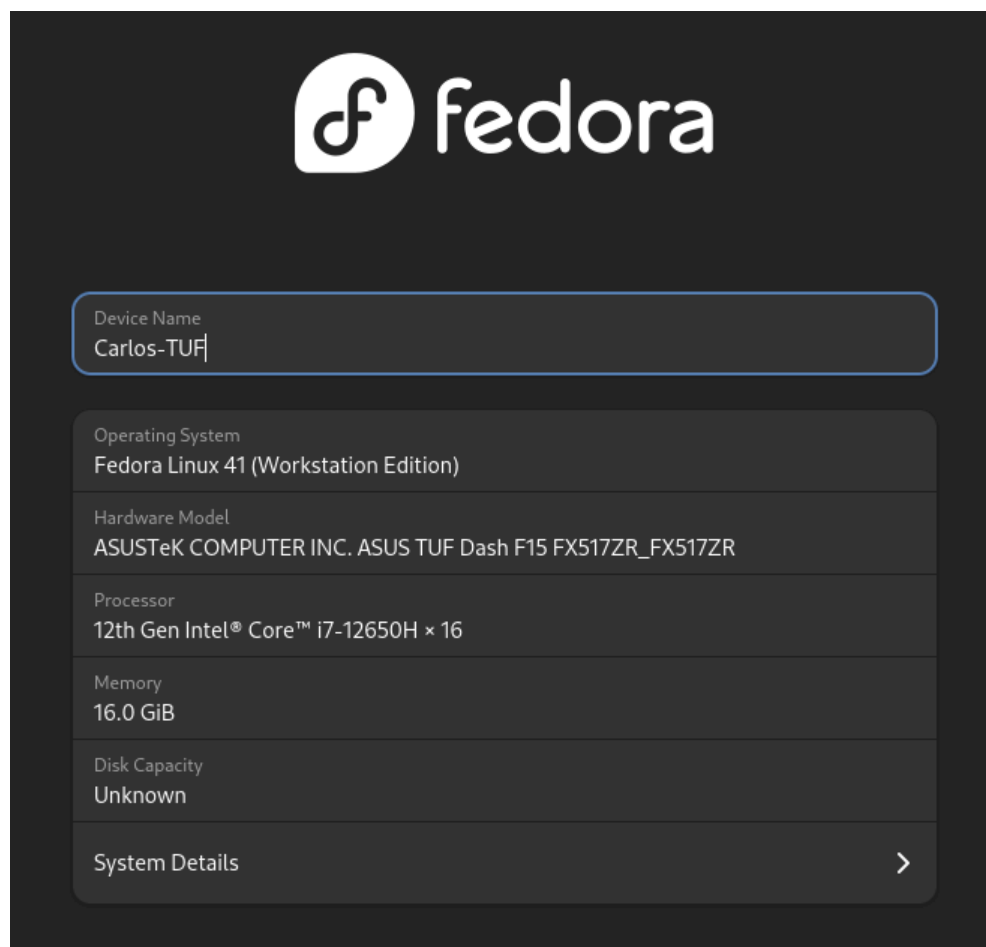 fedora
Device Name
Carlos-TUF
Operating System
Fedora Linux 41 (Workstation Edition)
Hardware Model
ASUSTeK COMPUTER INC. ASUS TUF Dash F15 FX517ZR_FX517ZR
Processor
12th Gen Intel® Core™ i7-12650H × 16
Memory
16.0 GiB
Disk Capacity
Unknown
System Details